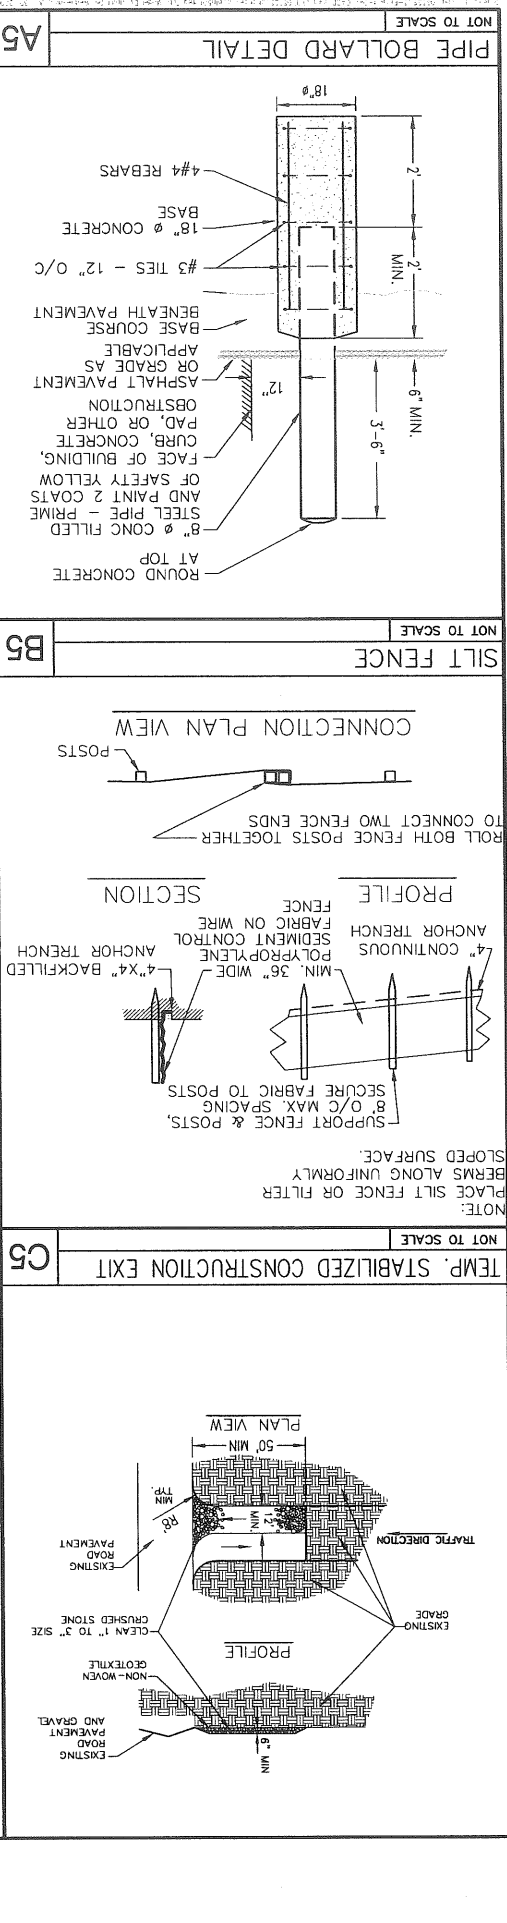 6" MIN
EXISTING
ROAD
PAVEMENT
AND GRAVEL
NON-WOVEN
GEOTEXTILE
PROFILE
EXISTING
GRADE
CLEAN 1" TO 3" SIZE
CRUSHED STONE
EXISTING
ROAD
PAVEMENT
TRAFFIC DIRECTION
12'
MIN
R8'
MIN
TYP.
50' MIN
PLAN VIEW
TEMP. STABILIZED CONSTRUCTION EXIT
NOT TO SCALE
C5
NOTE:
PLACE SILT FENCE OR FILTER
BERMS ALONG UNIFORMLY
SLOPED SURFACE.
SUPPORT FENCE & POSTS,
8' O/C MAX. SPACING
SECURE FABRIC TO POSTS
4" CONTINUOUS
ANCHOR TRENCH
MIN. 36" WIDE
POLYPROPYLENE
SEDIMENT CONTROL
FABRIC ON WIRE
FENCE
4"X4" BACKFILLED
ANCHOR TRENCH
PROFILE
SECTION
ROLL BOTH FENCE POSTS TOGETHER
TO CONNECT TWO FENCE ENDS
POSTS
CONNECTION PLAN VIEW
SILT FENCE
NOT TO SCALE
B5
ROUND CONCRETE
AT TOP
8" ø CONC FILLED
STEEL PIPE - PRIME
AND PAINT 2 COATS
OF SAFETY YELLOW
FACE OF BUILDING,
CURB, CONCRETE
PAD, OR OTHER
OBSTRUCTION
ASPHALT PAVEMENT
OR GRADE AS
APPLICABLE
BASE COURSE
BENEATH PAVEMENT
#3 TIES - 12" O/C
18" ø CONCRETE
BASE
4#4 REBARS
3'-6"
6" MIN.
12"
2'
MIN.
2'
18"ø
PIPE BOLLARD DETAIL
NOT TO SCALE
A5